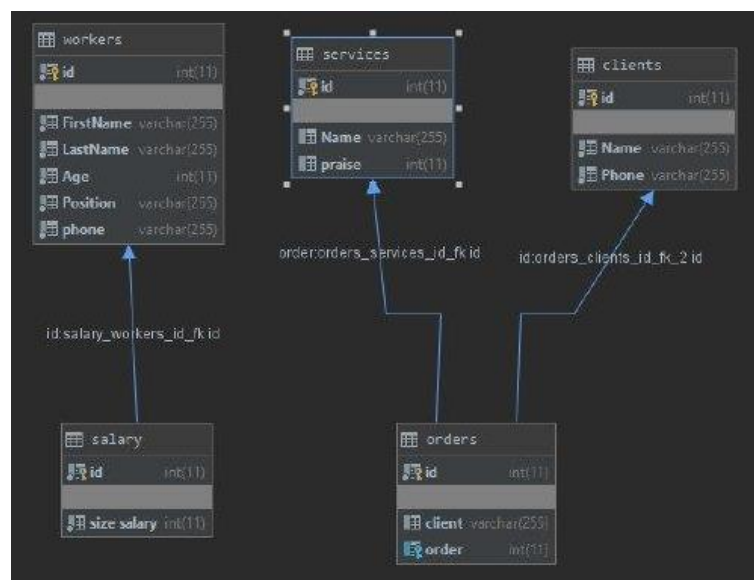 workers
id int(11)
FirstName varchar(255)
LastName varchar(255)
Age int(11)
Position varchar(255)
phone varchar(255)
services
id int(11)
Name varchar(255)
praise int(11)
clients
id int(11)
Name varchar(255)
Phone varchar(255)
order:orders_services_id_fk:id
id:orders_clients_id_fk_2:id
id:salary_workers_id_fk:id
salary
id int(11)
size salary int(11)
orders
id int(11)
client varchar(255)
order int(11)